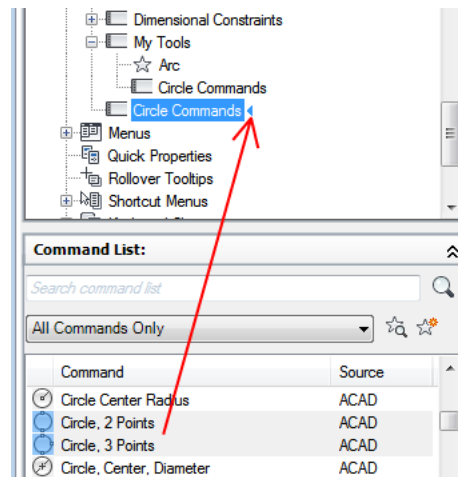 Dimensional Constraints
My Tools
Arc
Circle Commands
Circle Commands
Menus
Quick Properties
Rollover Tooltips
Shortcut Menus
Command List:
Search command list
All Commands Only
Command Source
Circle Center Radius ACAD
Circle, 2 Points ACAD
Circle, 3 Points ACAD
Circle, Center, Diameter ACAD